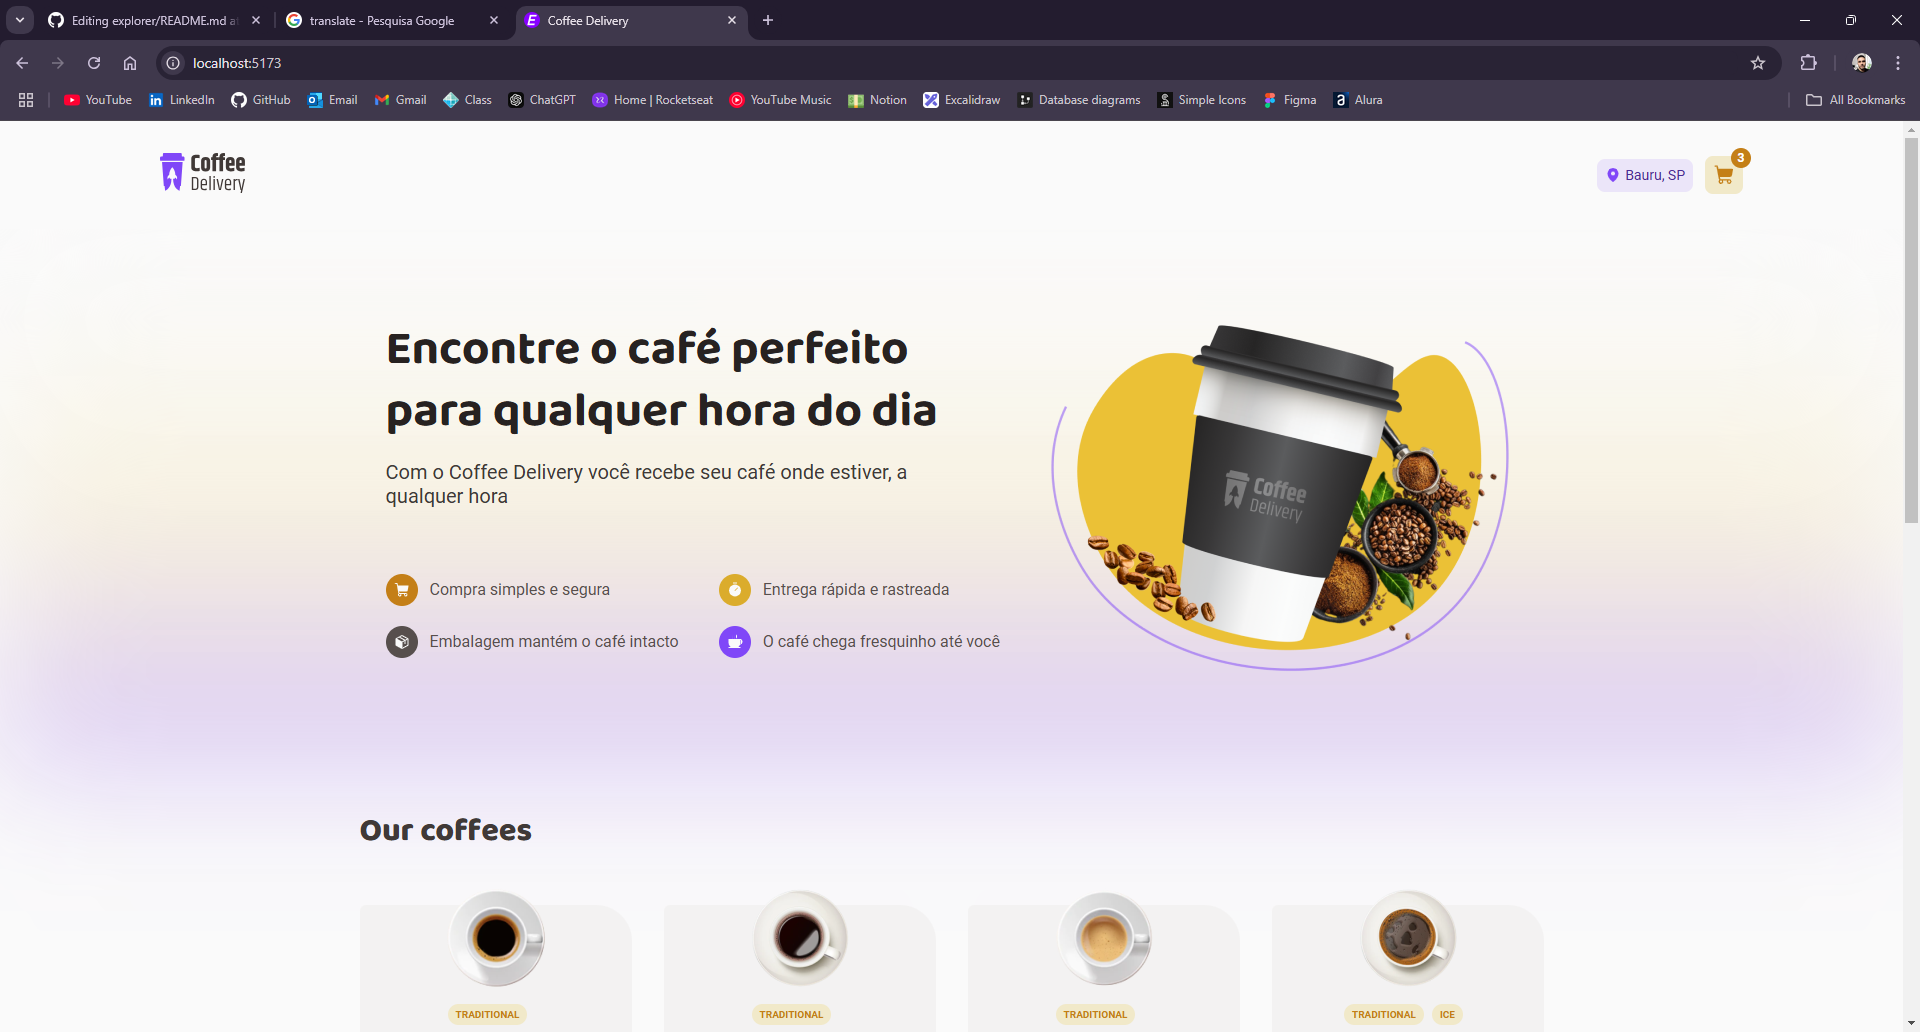 Editing explorer/README.md a
translate - Pesquisa Google
Coffee Delivery
localhost:5173
YouTube
LinkedIn
GitHub
Email
Gmail
Class
ChatGPT
Home | Rocketseat
YouTube Music
Notion
Excalidraw
Database diagrams
Simple Icons
Figma
Alura
All Bookmarks
Coffee
Delivery
Bauru, SP
3
Encontre o café perfeito
para qualquer hora do dia
Com o Coffee Delivery você recebe seu café onde estiver, a
qualquer hora
Compra simples e segura
Entrega rápida e rastreada
Embalagem mantém o café intacto
O café chega fresquinho até você
Coffee
Delivery
Our coffees
TRADITIONAL
TRADITIONAL
TRADITIONAL
TRADITIONAL ICE